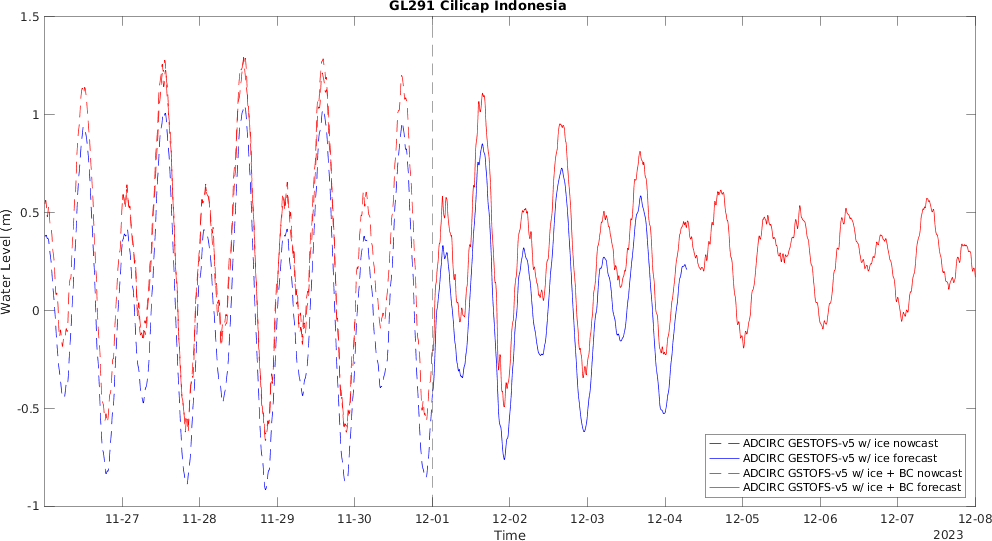 GL291 Cilicap Indonesia
1.5
1
0.5
0
-0.5
-1
Water Level (m)
ADCIRC GESTOFS-v5 w/ ice nowcast
ADCIRC GESTOFS-v5 w/ ice forecast
ADCIRC GSTOFS-v5 w/ ice + BC nowcast
ADCIRC GSTOFS-v5 w/ ice + BC forecast
11-27 11-28 11-29 11-30 12-01 12-02 12-03 12-04 12-05 12-06 12-07 12-08
Time
2023